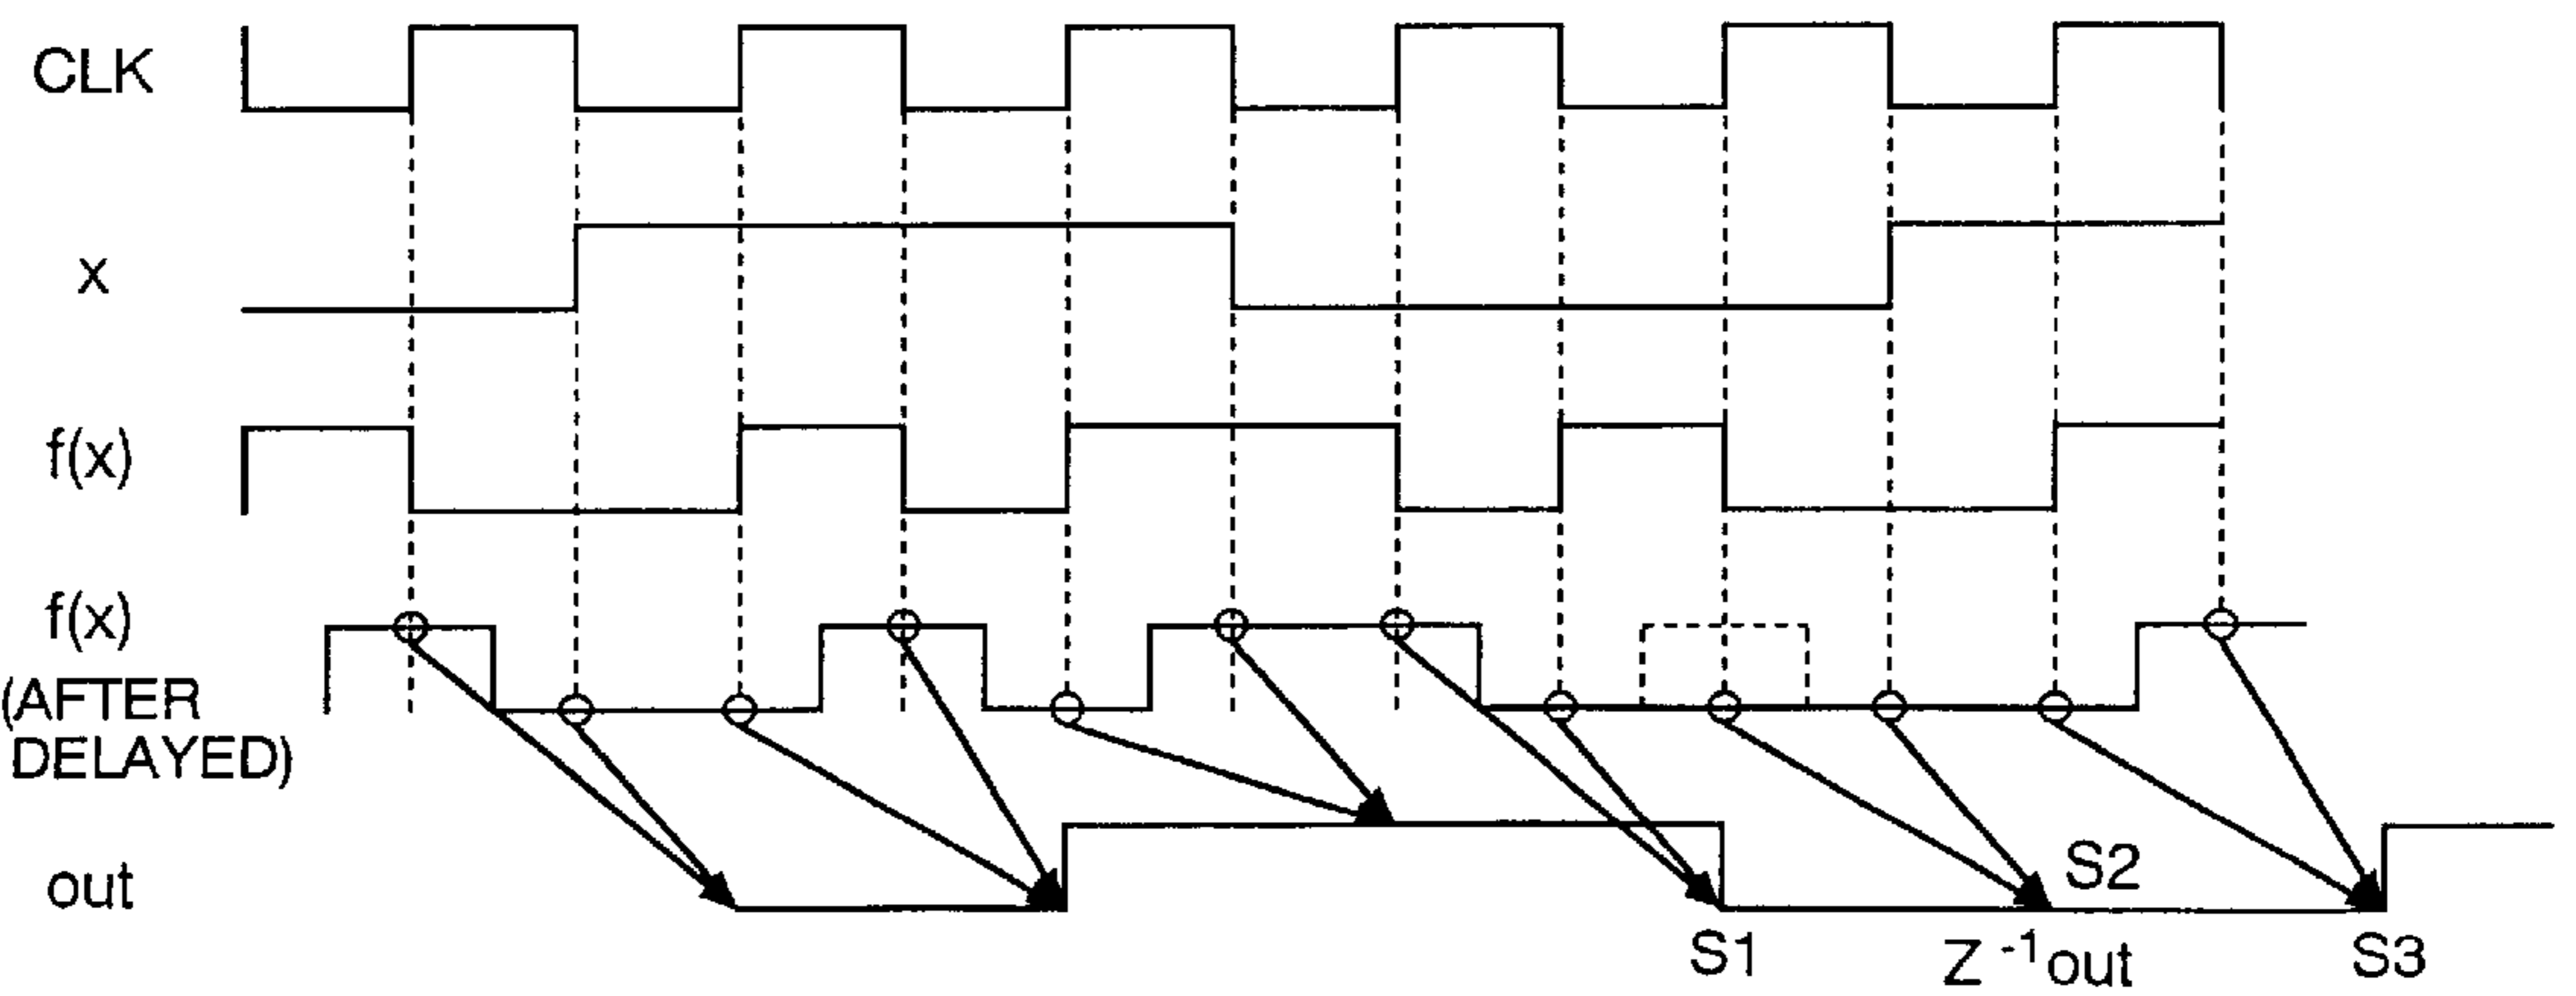 CLK
x
f(x)
f(x)
(AFTER
DELAYED)
out
S2
S1
Z⁻¹out
S3